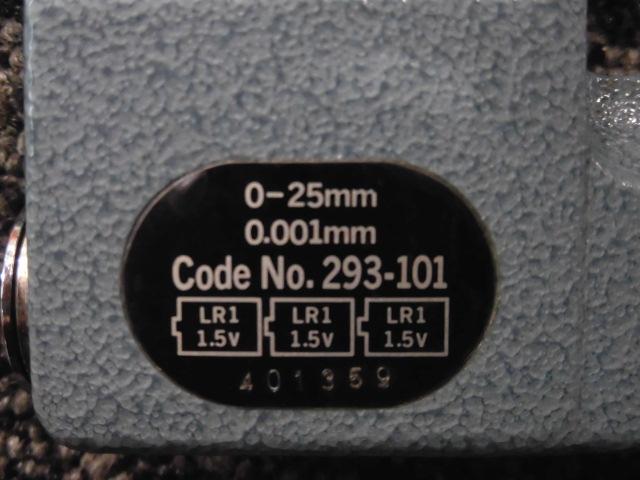 0-25mm
0.001mm
Code No. 293-101
LR1 LR1 LR1
1.5V 1.5V 1.5V
401359